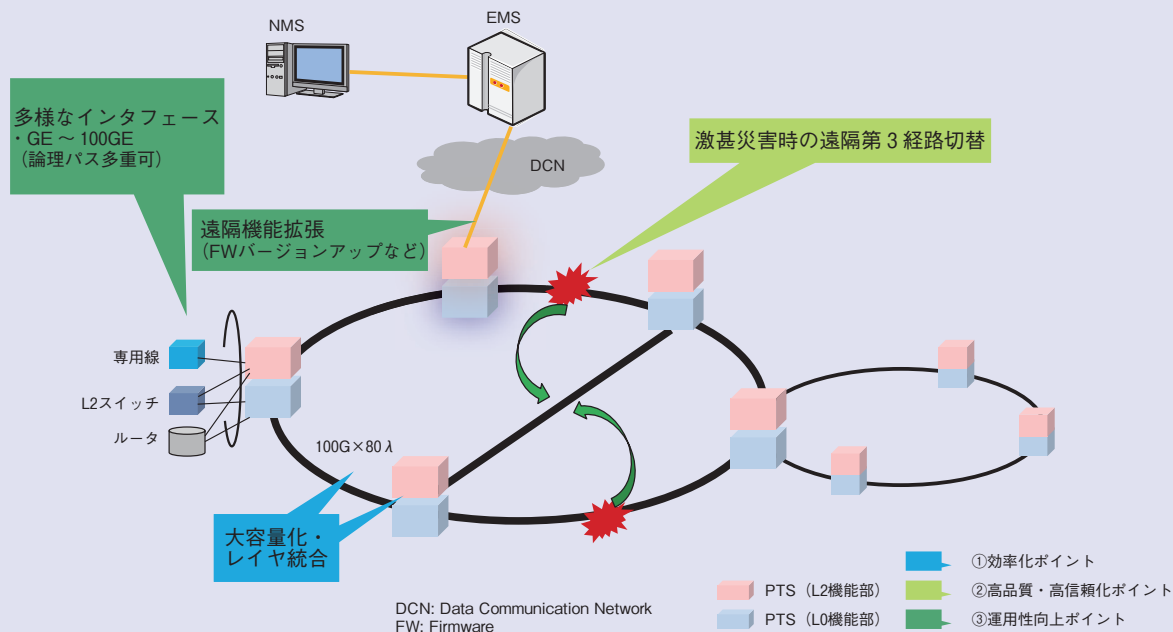 NMS
EMS
多様なインタフェース
・GE ～ 100GE
（論理パス多重可）
激甚災害時の遠隔第 3 経路切替
DCN
遠隔機能拡張
（FWバージョンアップなど）
専用線
L2スイッチ
ルータ
100G×80 λ
大容量化・
レイヤ統合
①効率化ポイント
PTS（L2機能部）
②高品質・高信頼化ポイント
PTS（L0機能部）
③運用性向上ポイント
DCN: Data Communication Network
FW: Firmware